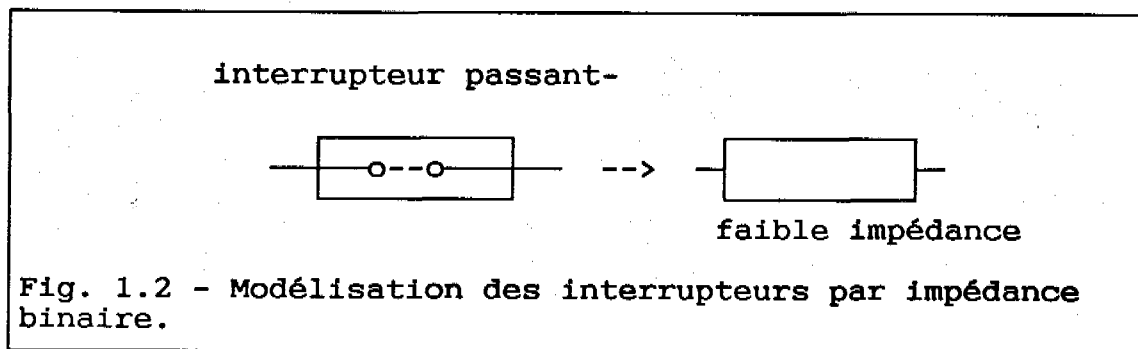 interrupteur passant-
-->
faible impédance
Fig. 1.2 - Modélisation des interrupteurs par impédance
binaire.